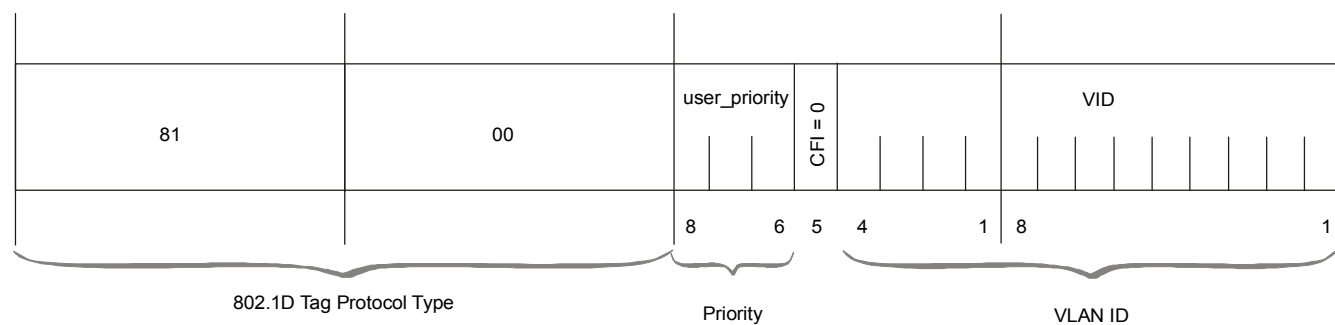 user_priority
CFI = 0
VID
81
00
8 6 5 4 1 8 1
802.1D Tag Protocol Type
Priority
VLAN ID